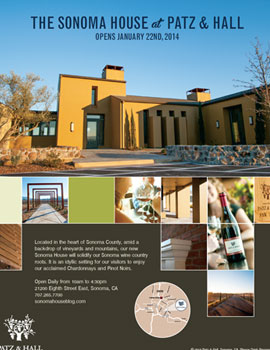 THE SONOMA HOUSE at PATZ & HALL
OPENS JANUARY 22ND, 2014
Located in the heart of Sonoma County, amid a
backdrop of vineyards and mountains, our new
Sonoma House will solidify our Sonoma wine country
roots. It is an idyllic setting for our visitors to enjoy
our acclaimed Chardonnays and Pinot Noirs.
Open Daily from 10am to 4:30pm
21200 Eighth Street East, Sonoma, CA
707.265.7700
sonomahouseblog.com
PATZ & HALL